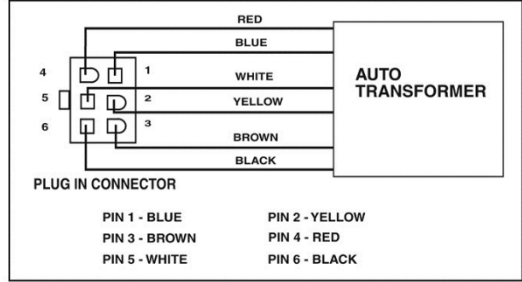 RED
BLUE
4 1
WHITE
AUTO
TRANSFORMER
5 2
YELLOW
6 3
BROWN
BLACK
PLUG IN CONNECTOR
PIN 1 - BLUE PIN 2 - YELLOW
PIN 3 - BROWN PIN 4 - RED
PIN 5 - WHITE PIN 6 - BLACK